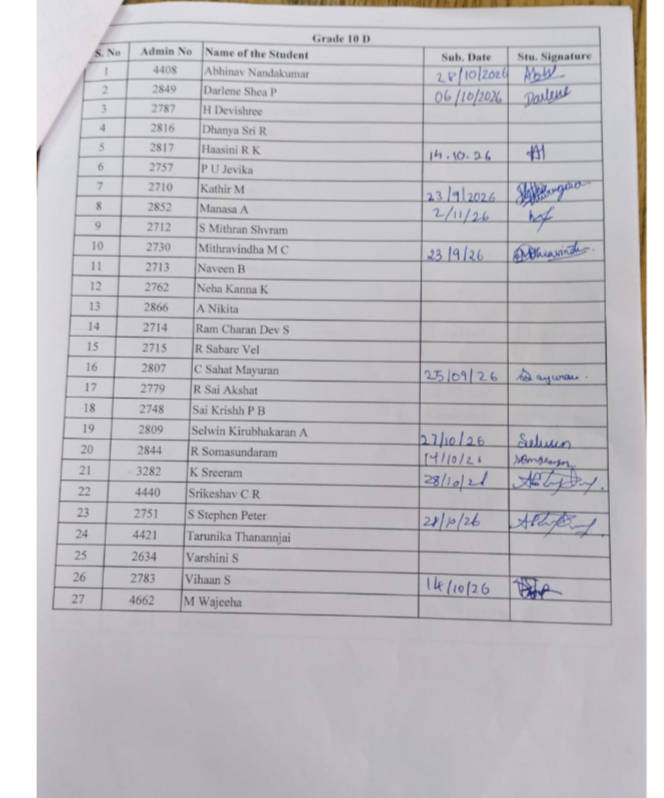 Grade 10 D
S. No Admin No Name of the Student Sub. Date Stu. Signature
1 4408 Abhinav Nandakumar 28/10/2026
2 2849 Darlene Shea P 06/10/2026 Darlene
3 2787 H Devishree
4 2816 Dhanya Sri R
5 2817 Haasini R K 14.10.26
6 2757 P U Jevika
7 2710 Kathir M 23/9/2026
8 2852 Manasa A 2/11/26
9 2712 S Mithran Shvram
10 2730 Mithravindha M C 23/9/26
11 2713 Naveen B
12 2762 Neha Kanna K
13 2866 A Nikita
14 2714 Ram Charan Dev S
15 2715 R Sabare Vel
16 2807 C Sahat Mayuran 25/09/26
17 2779 R Sai Akshat
18 2748 Sai Krishh P B
19 2809 Selwin Kirubhakaran A 27/10/26 Selwin
20 2844 R Somasundaram
21 3282 K Sreeram
22 4440 Srikeshav C R
23 2751 S Stephen Peter
24 4421 Tarunika Thanannjai
25 2634 Varshini S
26 2783 Vihaan S 14/10/26
27 4662 M Wajeeha